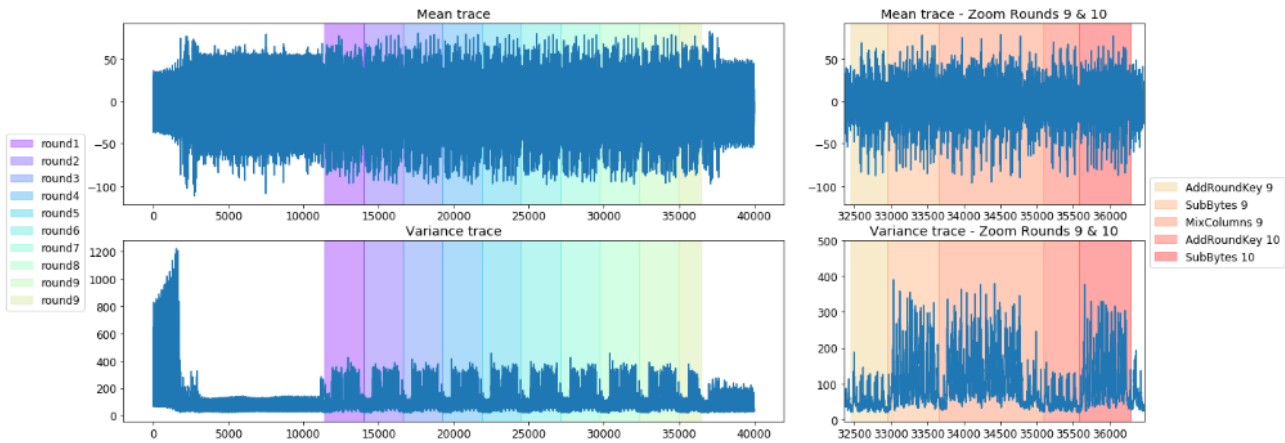 Mean trace
50
0
−50
−100
0 5000 10000 15000 20000 25000 30000 35000 40000
Variance trace
1200
1000
800
600
400
200
0
0 5000 10000 15000 20000 25000 30000 35000 40000
round1
round2
round3
round4
round5
round6
round7
round8
round9
round9
Mean trace - Zoom Rounds 9 & 10
50
0
−50
−100
32500 33000 33500 34000 34500 35000 35500 36000
Variance trace - Zoom Rounds 9 & 10
500
400
300
200
100
0
32500 33000 33500 34000 34500 35000 35500 36000
AddRoundKey 9
SubBytes 9
MixColumns 9
AddRoundKey 10
SubBytes 10